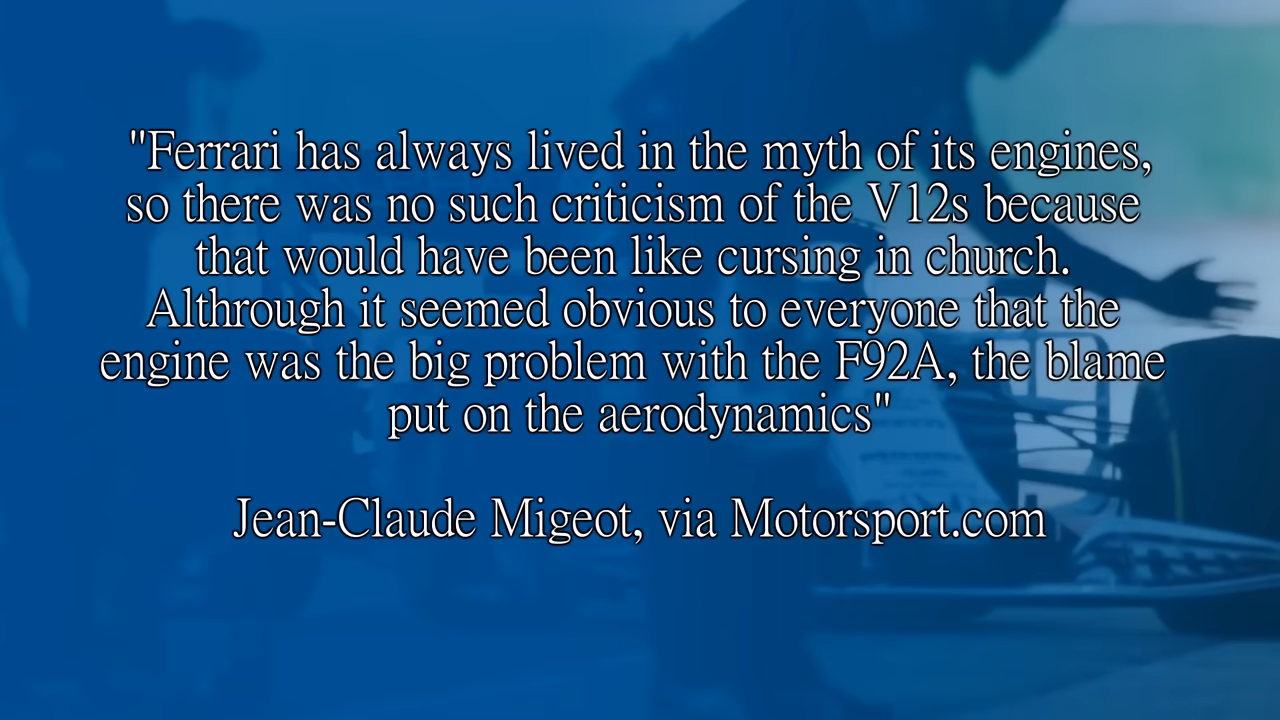 "Ferrari has always lived in the myth of its engines,
so there was no such criticism of the V12s because
that would have been like cursing in church.
Althrough it seemed obvious to everyone that the
engine was the big problem with the F92A, the blame
put on the aerodynamics"
Jean-Claude Migeot, via Motorsport.com